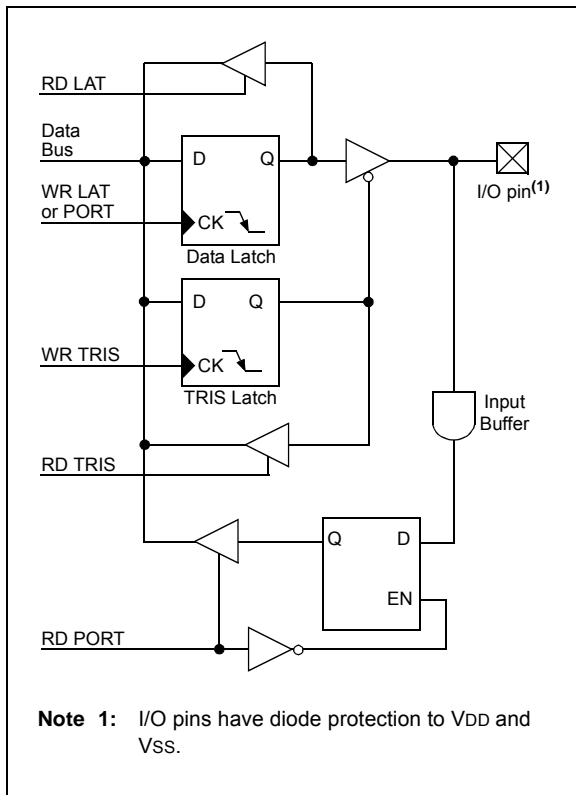 RD LAT
Data
Bus
D Q
WR LAT
or PORT
I/O pin(1)
CK
Data Latch
D Q
WR TRIS
CK
TRIS Latch
Input
Buffer
RD TRIS
Q D
EN
RD PORT
Note 1: I/O pins have diode protection to VDD and
VSS.